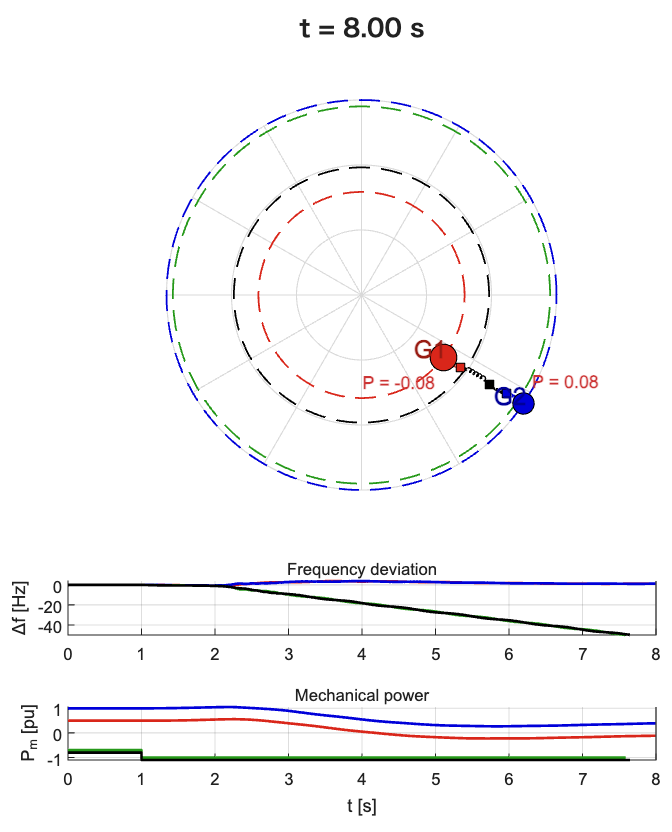 t = 8.00 s
G1
P = -0.08
P = 0.08
Frequency deviation
Δf [Hz]
0
-20
-40
0 1 2 3 4 5 6 7 8
Mechanical power
Pₘ [pu]
1
0
-1
0 1 2 3 4 5 6 7 8
t [s]